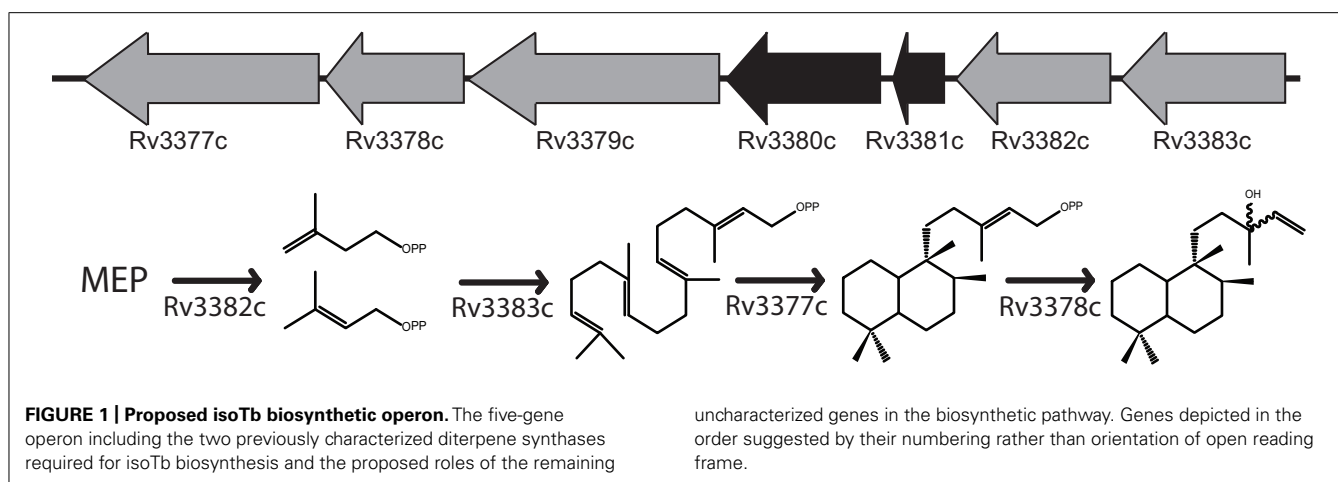 Rv3377c Rv3378c Rv3379c Rv3380c Rv3381c Rv3382c Rv3383c
OPP
OPP
OPP
OPP
OH
MEP
Rv3382c
Rv3383c
Rv3377c
Rv3378c
FIGURE 1 | Proposed isoTb biosynthetic operon. The five-gene
operon including the two previously characterized diterpene synthases
required for isoTb biosynthesis and the proposed roles of the remaining
uncharacterized genes in the biosynthetic pathway. Genes depicted in the
order suggested by their numbering rather than orientation of open reading
frame.